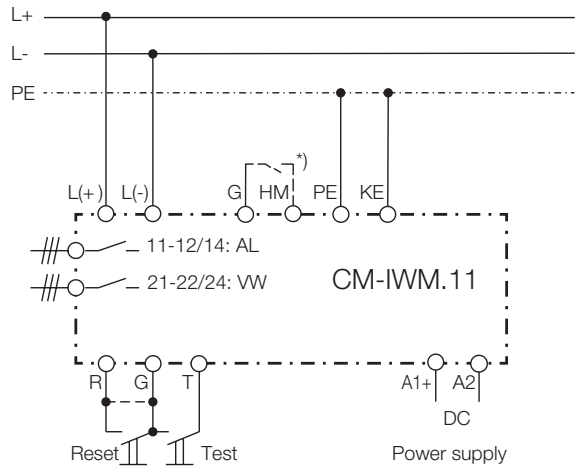 L+
L-
PE
*)
L(+) L(-) G HM PE KE
11-12/14: AL
21-22/24: VW
CM-IWM.11
R G T A1+ A2
DC
Reset Test Power supply